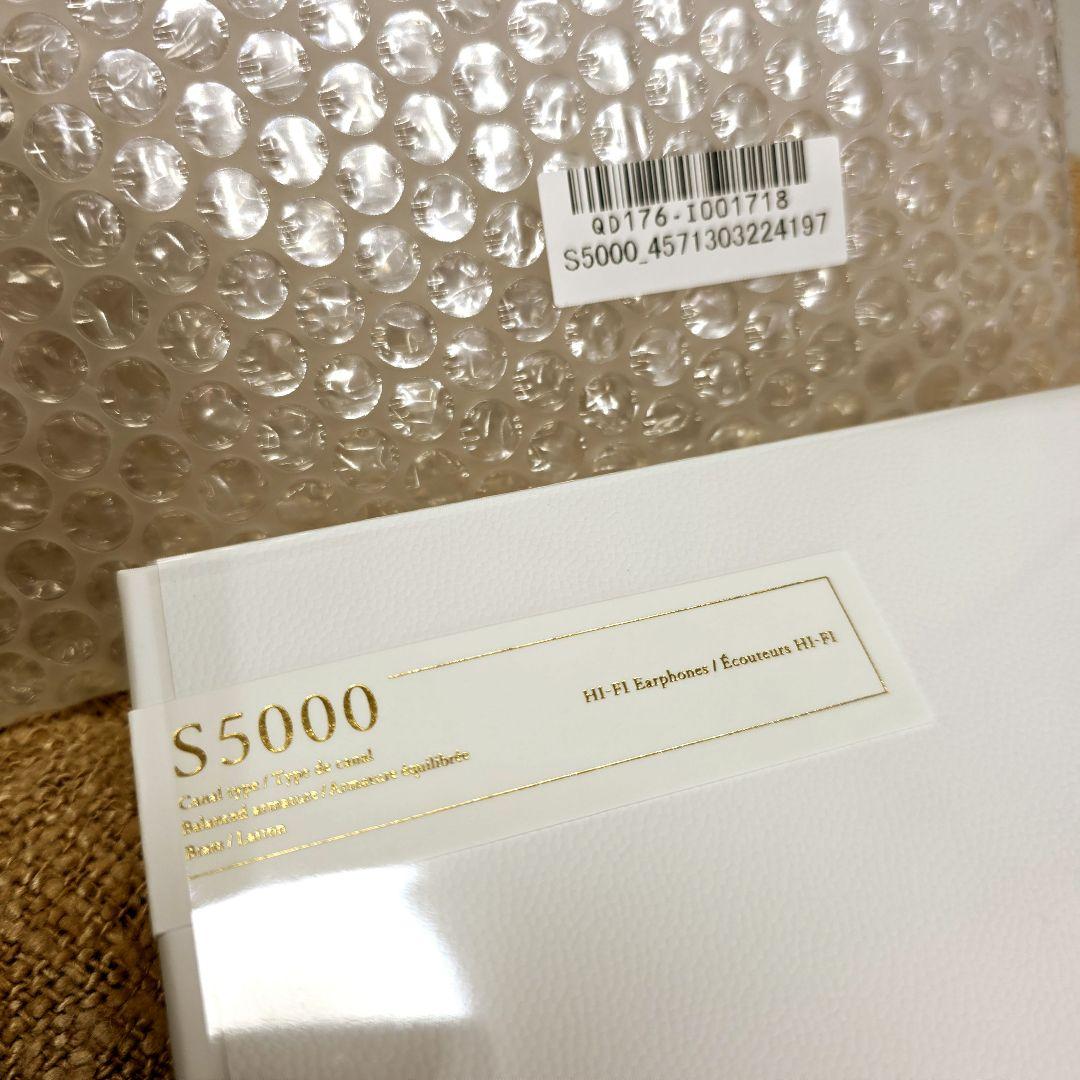 QD176-I001718
S5000_4571303224197
S5000
HI-FI Earphones / Écouteurs HI-FI
Canal type / Type de canal
Balanced armature / Armature équilibrée
Brass / Laiton